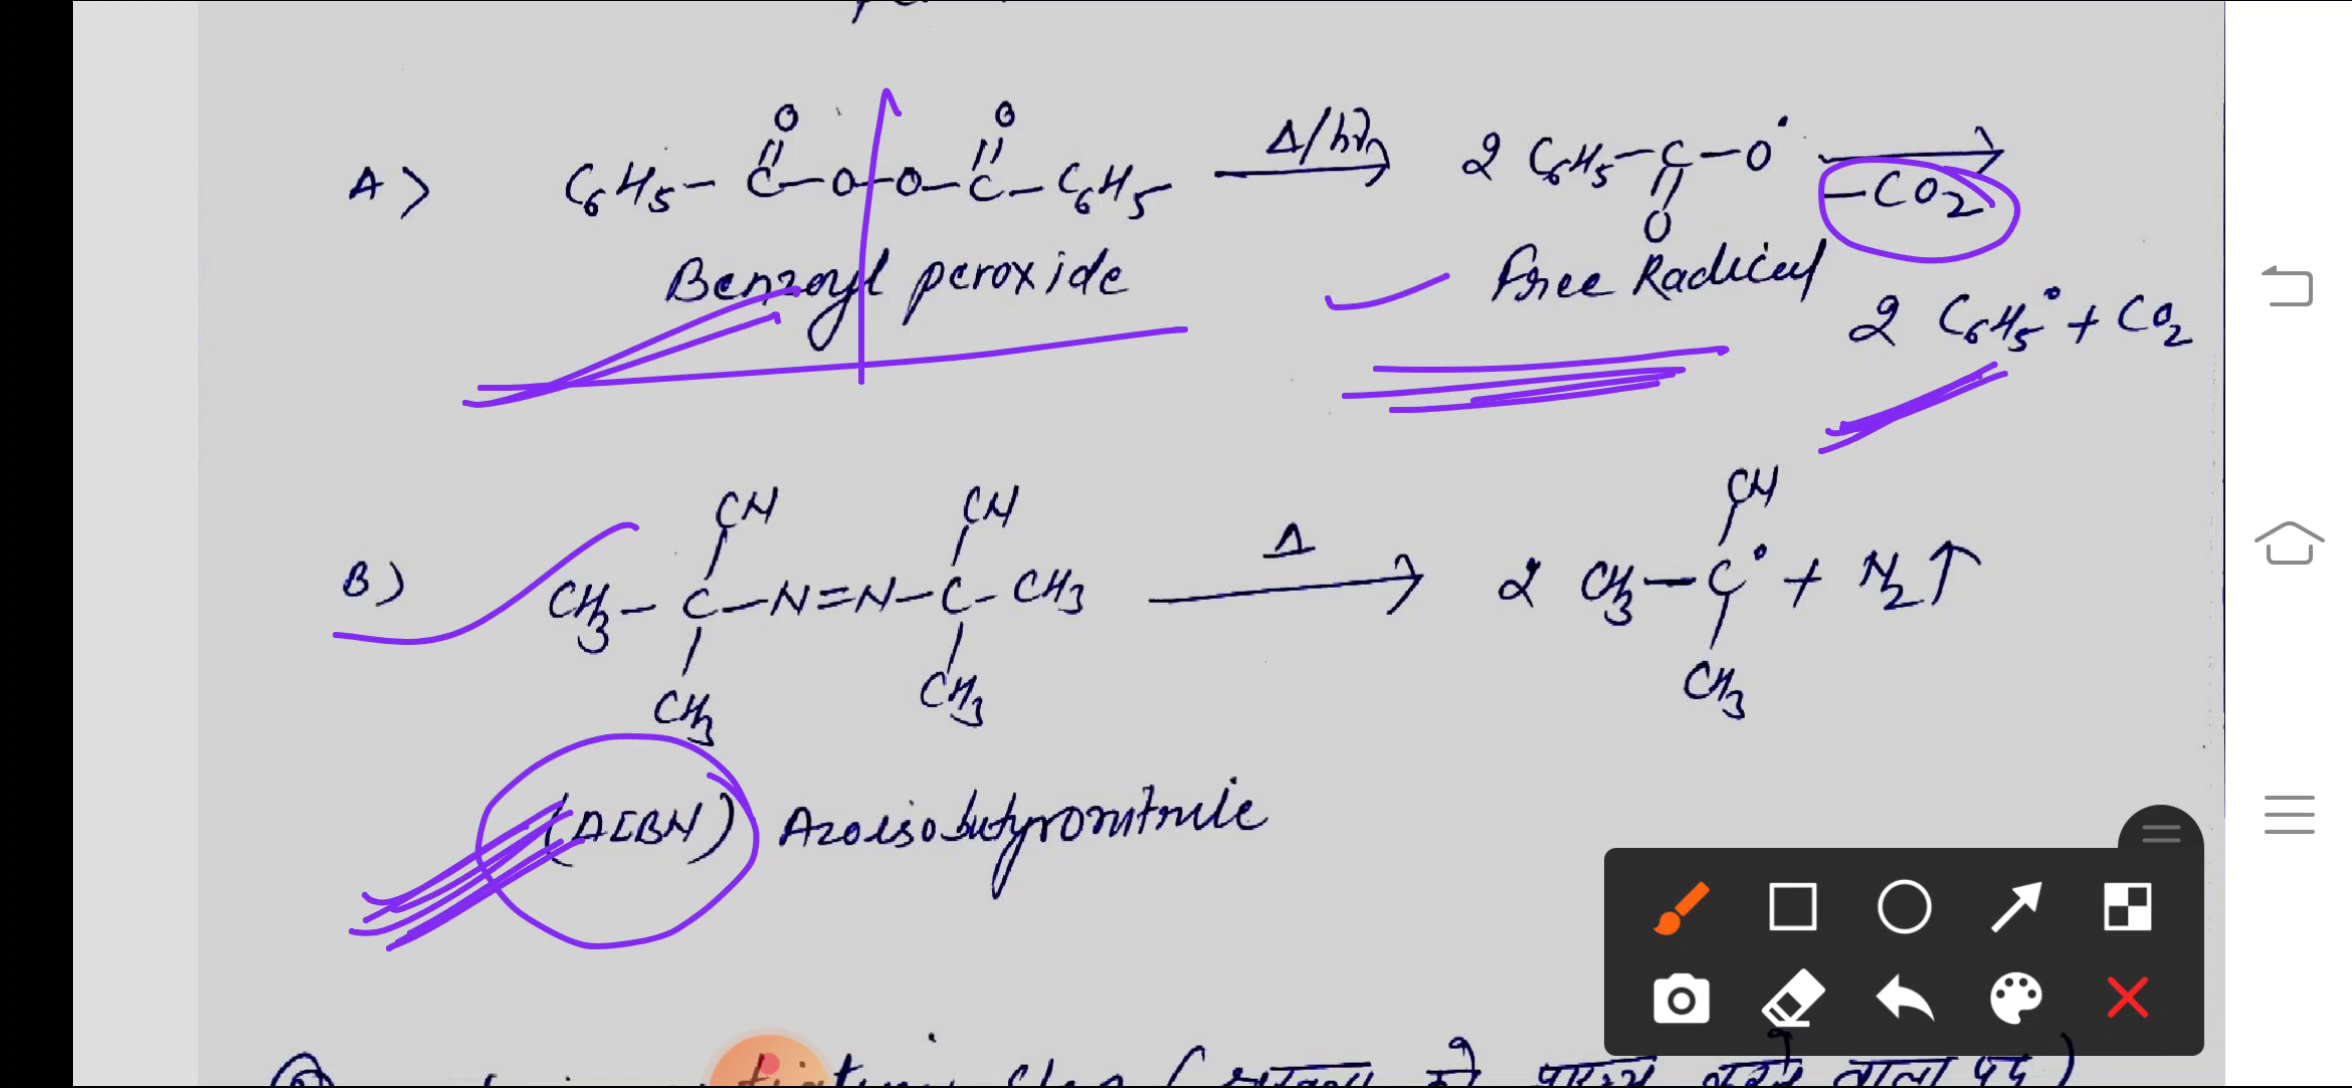 A) C6H5-C(=O)-O-O-C(=O)-C6H5 Δ/hν 2 C6H5-C(=O)-O• -CO2
Benzoyl peroxide Free Radical 2 C6H5• + CO2
CN CN CN
B) CH3-C-N=N-C-CH3 Δ 2 CH3-C• + N2↑
CH3 CH3 CH3
(AIBN) Azoisobutyronitrile